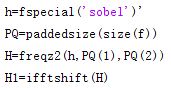 h=fspecial('sobel')'
PQ=paddedsize(size(f))
H=freqz2(h,PQ(1),PQ(2))
H1=ifftshift(H)